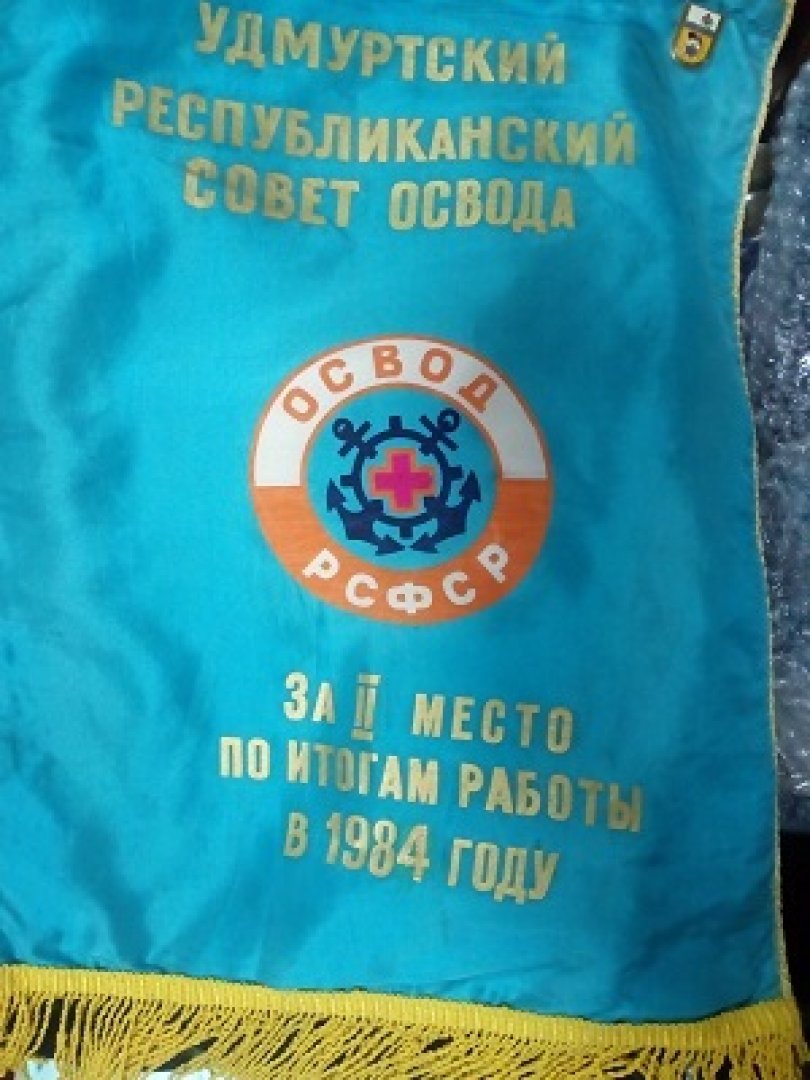 УДМУРТСКИЙ
РЕСПУБЛИКАНСКИЙ
СОВЕТ ОСВОДА
ОСВОД
РСФСР
ЗА II МЕСТО
ПО ИТОГАМ РАБОТЫ
В 1984 ГОДУ